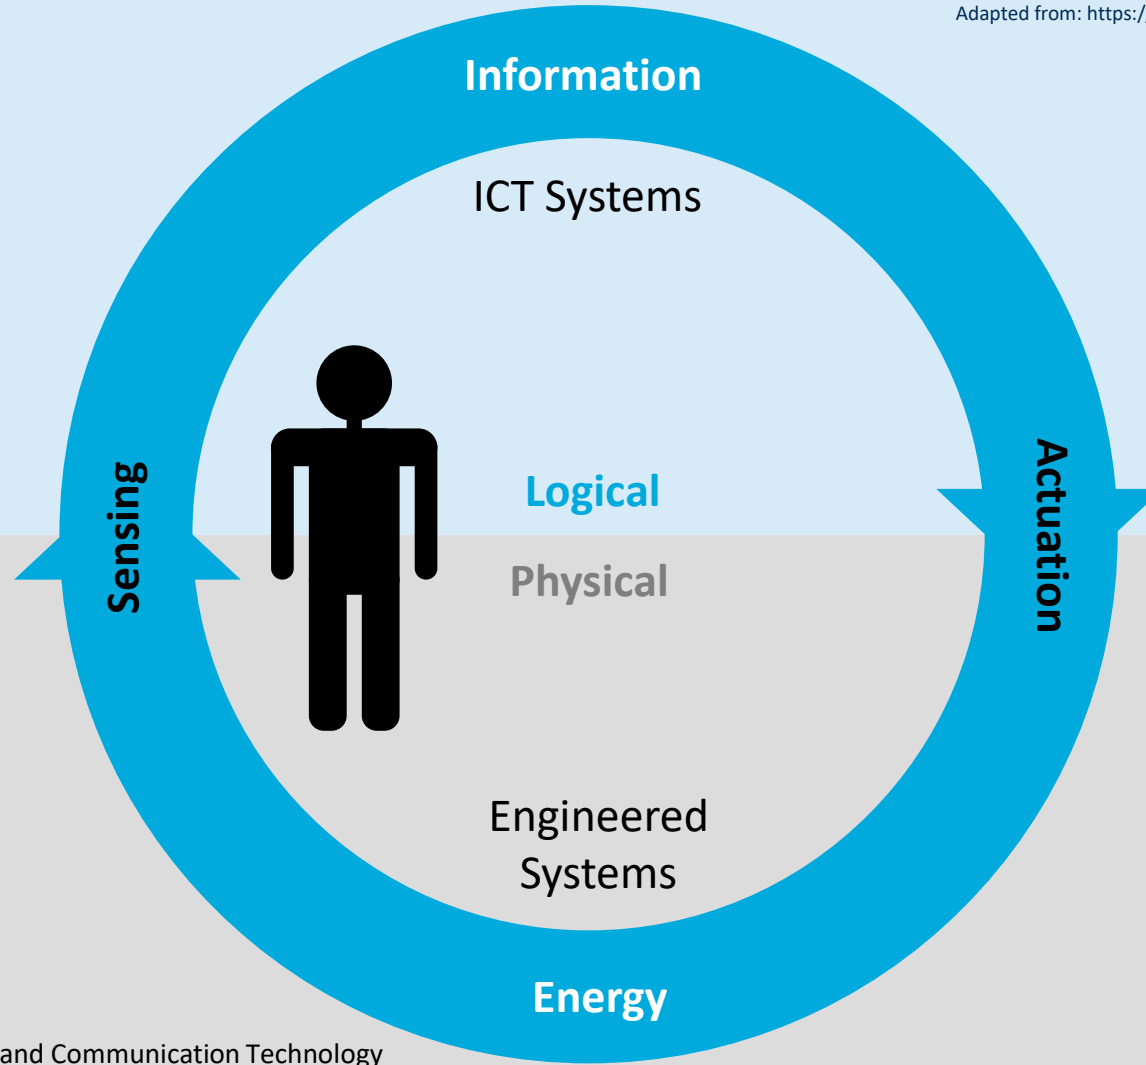 Adapted from: https:/
Information
ICT Systems
Sensing
Logical
Actuation
Physical
Engineered
Systems
Energy
and Communication Technology